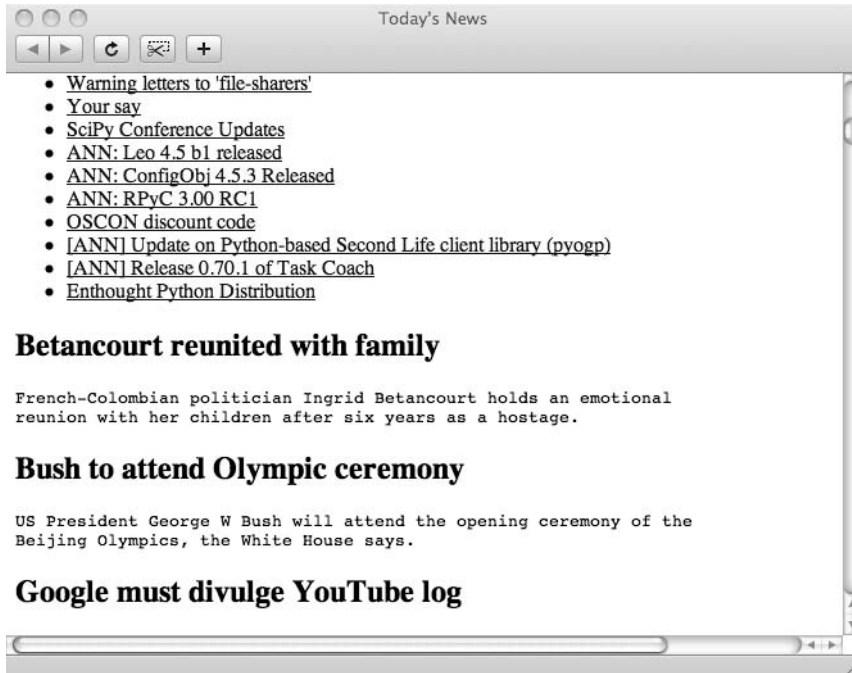 Today's News
Warning letters to 'file-sharers'
Your say
SciPy Conference Updates
ANN: Leo 4.5 b1 released
ANN: ConfigObj 4.5.3 Released
ANN: RPyC 3.00 RC1
OSCON discount code
[ANN] Update on Python-based Second Life client library (pyogp)
[ANN] Release 0.70.1 of Task Coach
Enthought Python Distribution
Betancourt reunited with family
French-Colombian politician Ingrid Betancourt holds an emotional
reunion with her children after six years as a hostage.
Bush to attend Olympic ceremony
US President George W Bush will attend the opening ceremony of the
Beijing Olympics, the White House says.
Google must divulge YouTube log